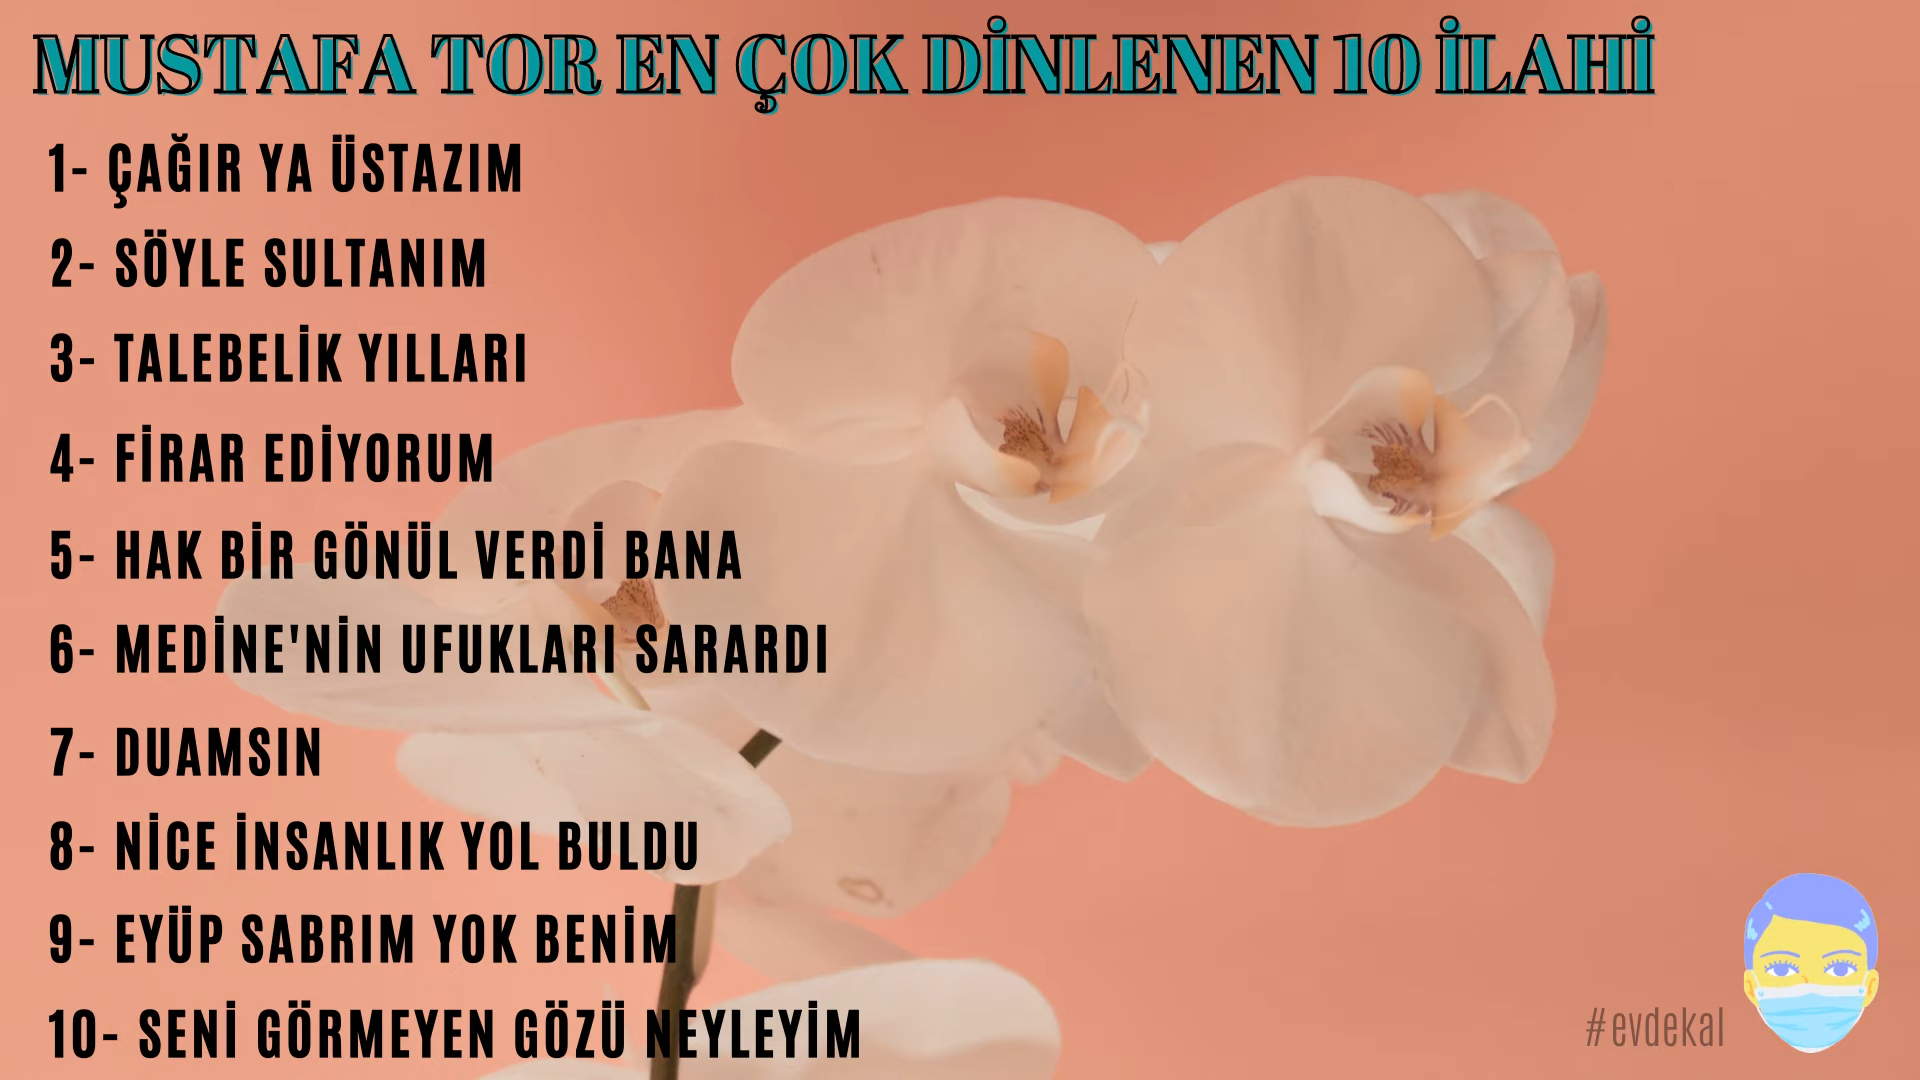 MUSTAFA TOR EN ÇOK DİNLENEN 10 İLAHİ
1- ÇAĞIR YA ÜSTAZIM
2- SÖYLE SULTANIM
3- TALEBELİK YILLARI
4- FİRAR EDİYORUM
5- HAK BİR GÖNÜL VERDİ BANA
6- MEDİNE'NİN UFUKLARI SARARDI
7- DUAMSIN
8- NİCE İNSANLIK YOL BULDU
9- EYÜP SABRIM YOK BENİM
10- SENİ GÖRMEYEN GÖZÜ NEYLEYİM
#evdekal